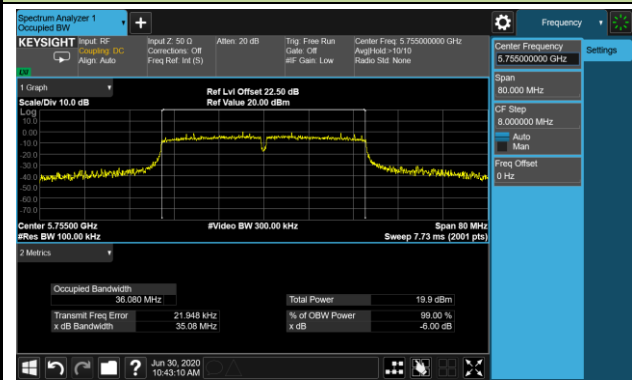 Spectrum Analyzer 1
Occupied BW
Frequency
KEYSIGHT
Input: RF
Coupling: DC
Align: Auto
Input Z: 50 Ω
Corrections: Off
Freq Ref: Int (S)
Atten: 20 dB
Trig: Free Run
Gate: Off
#IF Gain: Low
Center Freq: 5.755000000 GHz
Avg|Hold:>10/10
Radio Std: None
Center Frequency
5.755000000 GHz
Settings
Span
80.000 MHz
CF Step
8.000000 MHz
Auto
Man
Freq Offset
0 Hz
1 Graph
Scale/Div 10.0 dB
Ref Lvl Offset 22.50 dB
Ref Value 20.00 dBm
Log
10.0
0.00
-10.0
-20.0
-30.0
-40.0
-50.0
-60.0
-70.0
Center 5.75500 GHz
#Res BW 100.00 kHz
#Video BW 300.00 kHz
Span 80 MHz
Sweep 7.73 ms (2001 pts)
2 Metrics
Occupied Bandwidth
36.080 MHz
Total Power 19.9 dBm
Transmit Freq Error 21.948 kHz
% of OBW Power 99.00 %
x dB Bandwidth 35.08 MHz
x dB -6.00 dB
?
Jun 30, 2020
10:43:10 AM